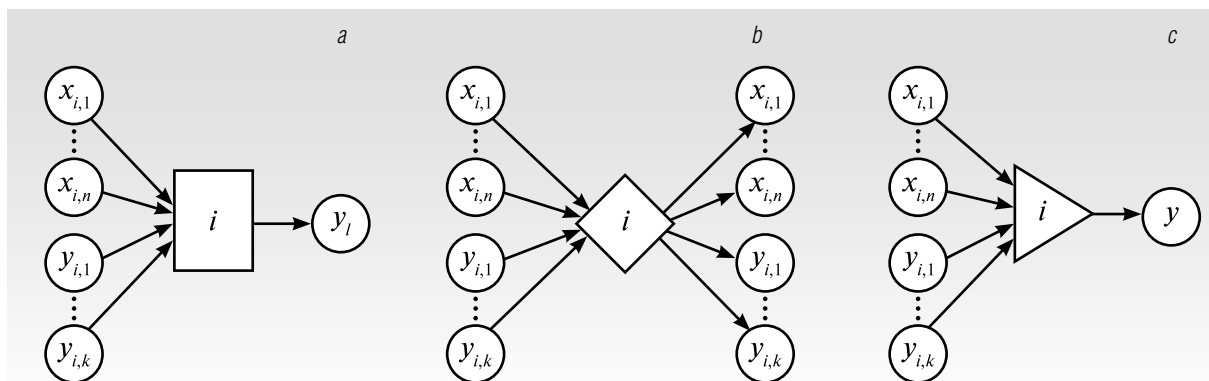 a
x_{i,1}
x_{i,n}
y_{i,1}
y_{i,k}
i
y_l
b
x_{i,1}
x_{i,n}
y_{i,1}
y_{i,k}
i
x_{i,1}
x_{i,n}
y_{i,1}
y_{i,k}
c
x_{i,1}
x_{i,n}
y_{i,1}
y_{i,k}
i
y